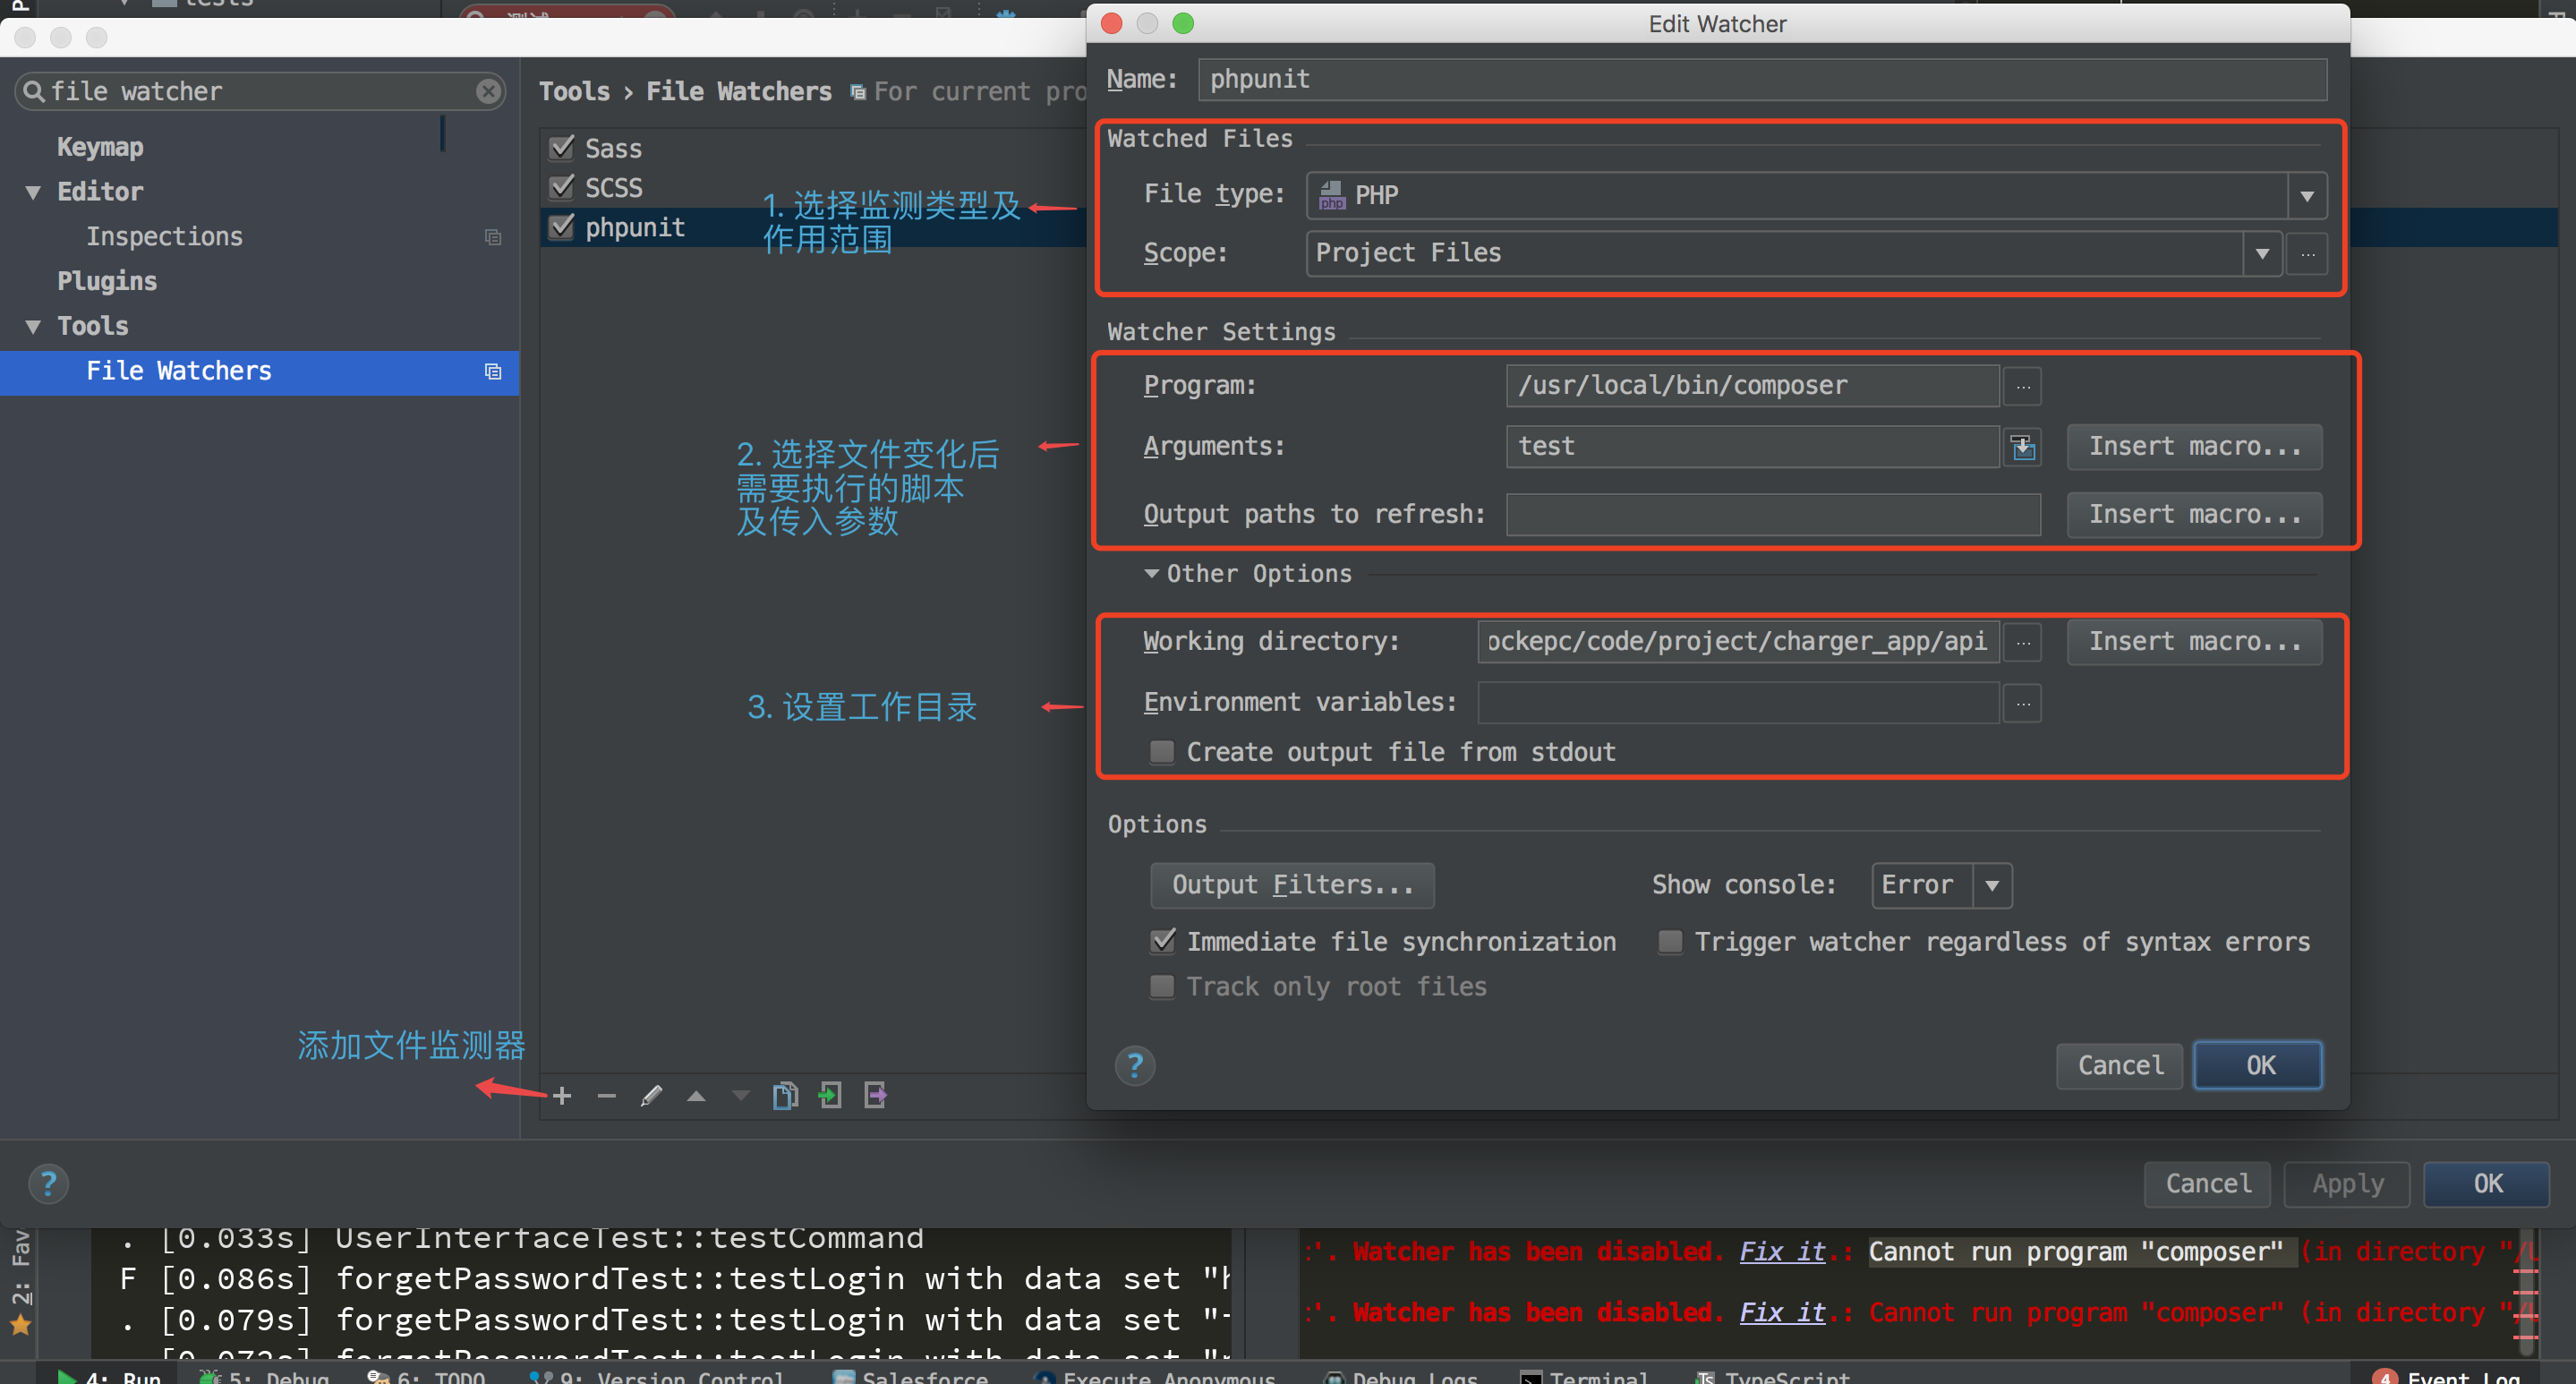 tests
file watcher
Keymap
Editor
Inspections
Plugins
Tools
File Watchers
Tools › File Watchers For current pro
Sass
SCSS
phpunit
1. 选择监测类型及
作用范围
2. 选择文件变化后
需要执行的脚本
及传入参数
3. 设置工作目录
添加文件监测器
Edit Watcher
Name: phpunit
Watched Files
File type: PHP
Scope: Project Files
Watcher Settings
Program: /usr/local/bin/composer
Arguments: test Insert macro...
Output paths to refresh: Insert macro...
Other Options
Working directory: ockepc/code/project/charger_app/api Insert macro...
Environment variables:
Create output file from stdout
Options
Output Filters... Show console: Error
Immediate file synchronization Trigger watcher regardless of syntax errors
Track only root files
? Cancel OK
? Cancel Apply OK
. [0.033s] UserInterfaceTest::testCommand
F [0.086s] forgetPasswordTest::testLogin with data set "
. [0.079s] forgetPasswordTest::testLogin with data set "
forgetPasswordTest::testLogin with data set "
'. Watcher has been disabled. Fix it.: Cannot run program "composer" (in directory "/
'. Watcher has been disabled. Fix it.: Cannot run program "composer" (in directory "/
2: Fav
4: Run 5: Debug 6: TODO 9: Version Control Salesforce Execute Anonymous Debug Logs Terminal TypeScript 4 Event Log